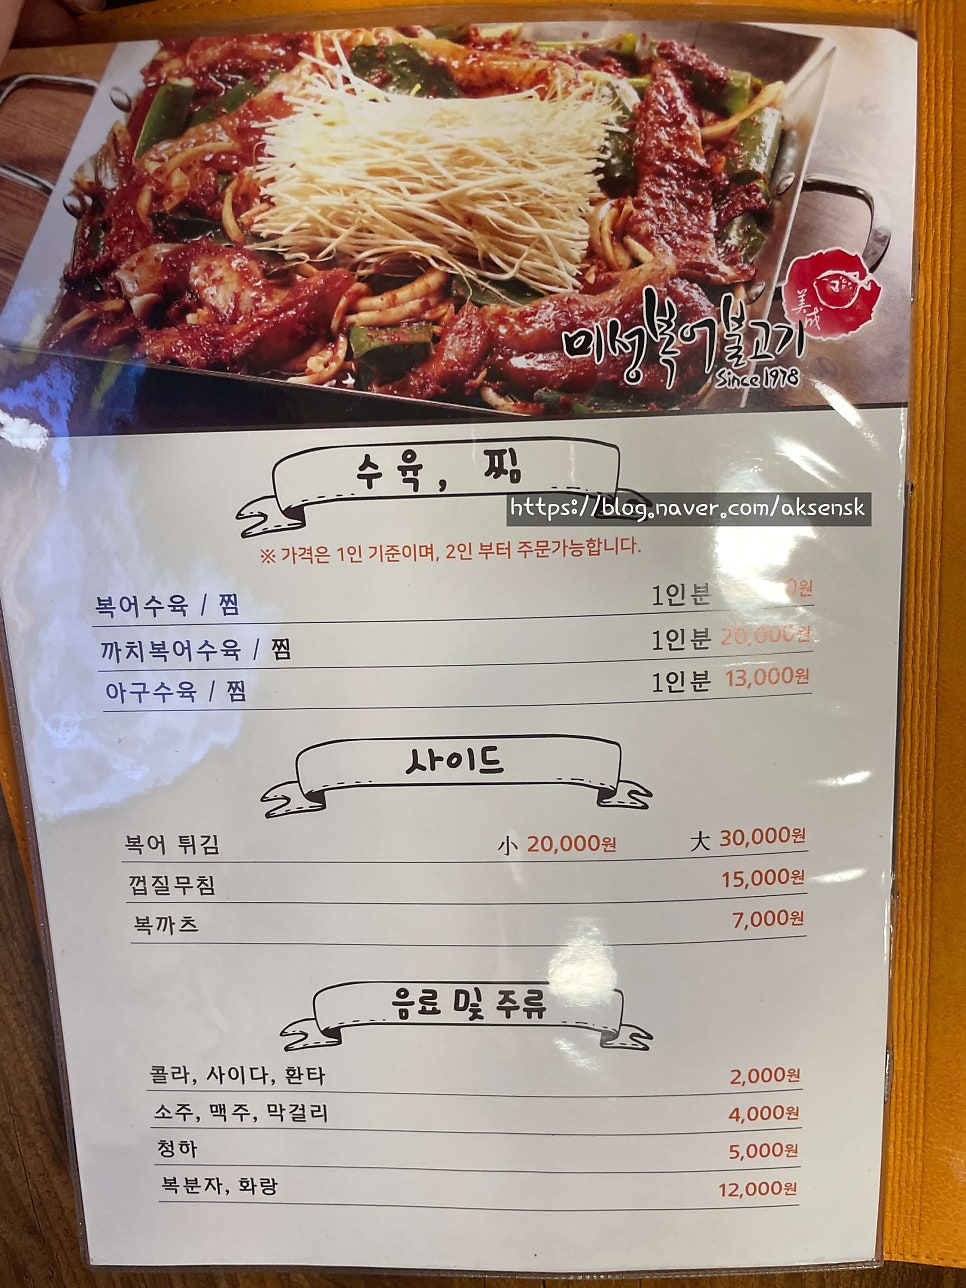 美成
미성복어불고기
Since 1978
수육, 찜
https://blog.naver.com/aksensk
※ 가격은 1인 기준이며, 2인 부터 주문가능합니다.
복어수육 / 찜 1인분
까치복어수육 / 찜 1인분 20,000원
아구수육 / 찜 1인분 13,000원
사이드
복어 튀김 小 20,000원 大 30,000원
껍질무침 15,000원
복까츠 7,000원
음료 및 주류
콜라, 사이다, 환타 2,000원
소주, 맥주, 막걸리 4,000원
청하 5,000원
복분자, 화랑 12,000원